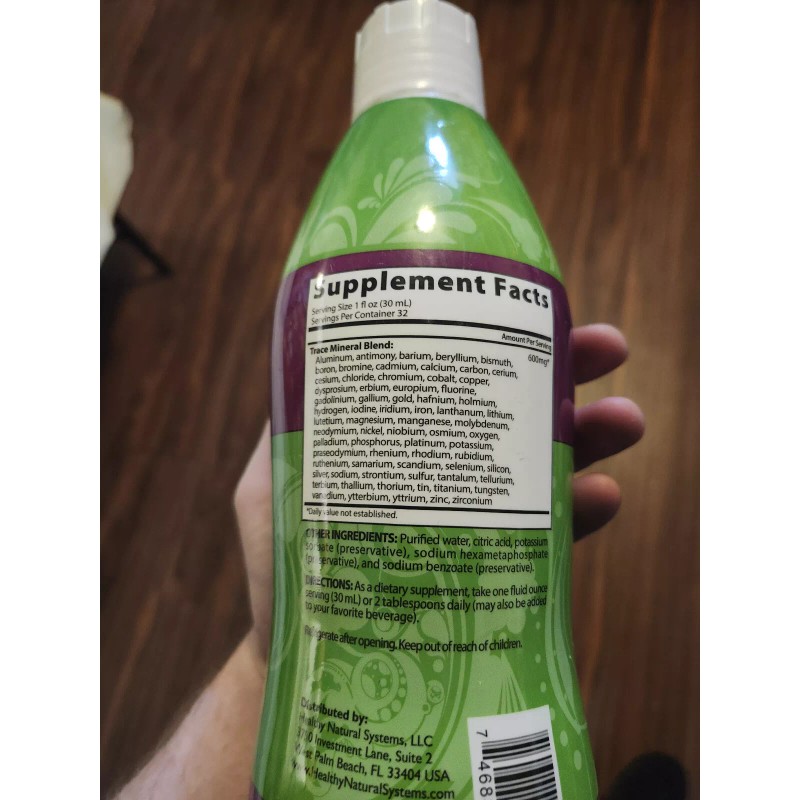 Supplement Facts
Serving Size 1 fl oz (30 mL)
Servings Per Container 32
Amount Per Serving
Trace Mineral Blend: 600mg*
Aluminum, antimony, barium, beryllium, bismuth,
boron, bromine, cadmium, calcium, carbon, cerium,
cesium, chloride, chromium, cobalt, copper,
dysprosium, erbium, europium, fluorine,
gadolinium, gallium, gold, hafnium, holmium,
hydrogen, iodine, iridium, iron, lanthanum, lithium,
lutetium, magnesium, manganese, molybdenum,
neodymium, nickel, niobium, osmium, oxygen,
palladium, phosphorus, platinum, potassium,
praseodymium, rhenium, rhodium, rubidium,
ruthenium, samarium, scandium, selenium, silicon,
silver, sodium, strontium, sulfur, tantalum, tellurium,
terbium, thallium, thorium, tin, titanium, tungsten,
vanadium, ytterbium, yttrium, zinc, zirconium
*Daily value not established.
OTHER INGREDIENTS: Purified water, citric acid, potassium
sorbate (preservative), sodium hexametaphosphate
(preservative), and sodium benzoate (preservative).
DIRECTIONS: As a dietary supplement, take one fluid ounce
serving (30 mL) or 2 tablespoons daily (may also be added
to your favorite beverage).
Refrigerate after opening. Keep out of reach of children.
Distributed by:
Healthy Natural Systems, LLC
Investment Lane, Suite 2
West Palm Beach, FL 33404 USA
www.HealthyNaturalSystems.com
7 468